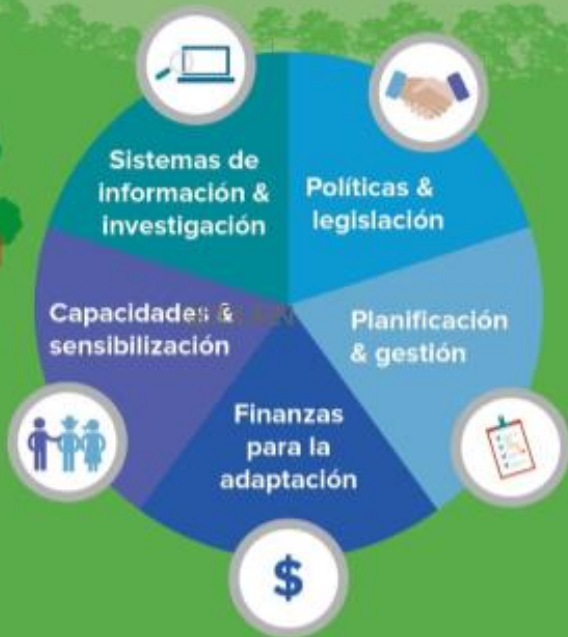 Sistemas de
información &
investigación
Políticas &
legislación
Capacidades &
sensibilización
Planificación
& gestión
Finanzas
para la
adaptación
$